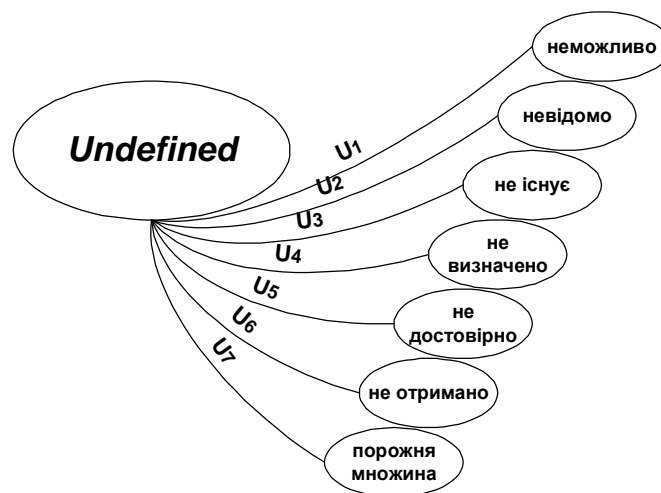 Undefined
U1
неможливо
U2
невідомо
U3
не існує
U4
не
визначено
U5
не
достовірно
U6
не отримано
U7
порожня
множина